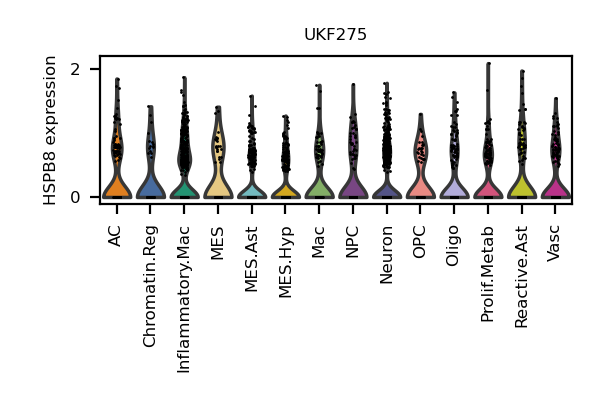 UKF275
HSPB8 expression
2
0
AC
Chromatin.Reg
Inflammatory.Mac
MES
MES.Ast
MES.Hyp
Mac
NPC
Neuron
OPC
Oligo
Prolif.Metab
Reactive.Ast
Vasc